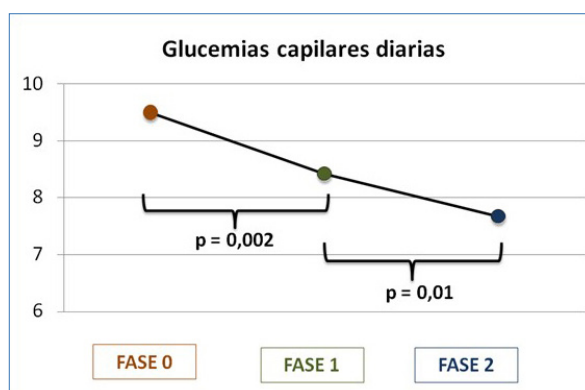 Glucemias capilares diarias
10
9
8
7
6
p = 0,002
p = 0,01
FASE 0
FASE 1
FASE 2